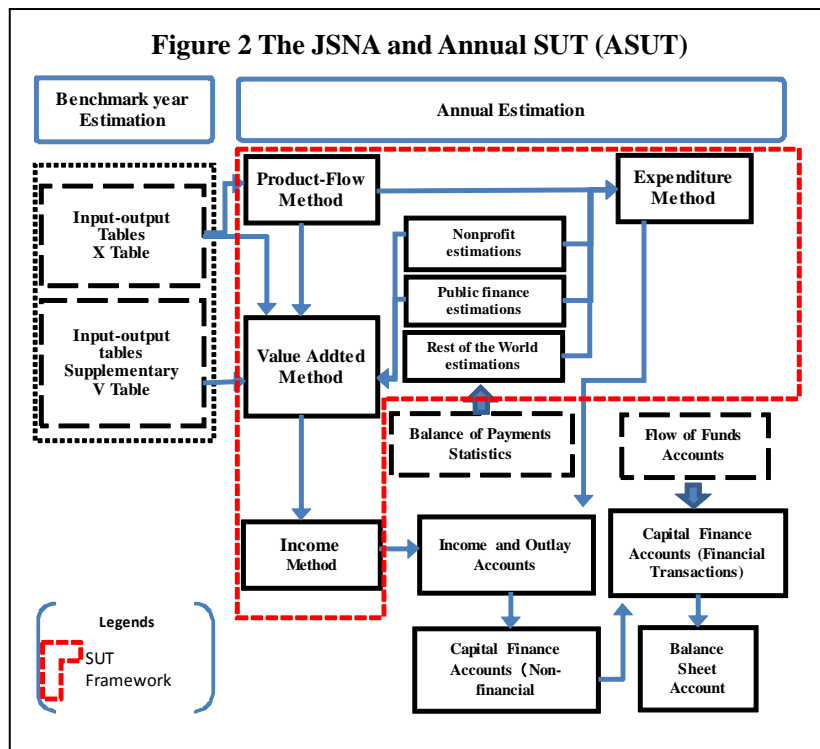 Figure 2 The JSNA and Annual SUT (ASUT)
Benchmark year
Estimation
Annual Estimation
Input-output
Tables
X Table
Input-output
tables
Supplementary
V Table
Product-Flow
Method
Expenditure
Method
Nonprofit
estimations
Public finance
estimations
Rest of the World
estimations
Value Addted
Method
Balance of Payments
Statistics
Flow of Funds
Accounts
Income
Method
Income and Outlay
Accounts
Capital Finance
Accounts (Financial
Transactions)
Capital Finance
Accounts（Non-
financial
Balance
Sheet
Account
Legends
SUT
Framework